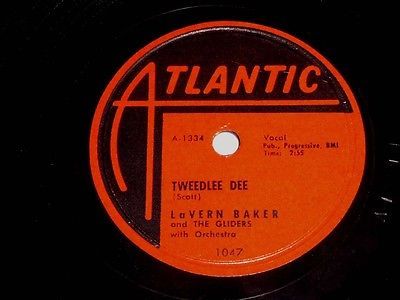 ATLANTIC
A-1334 Vocal
Pub., Progressive, BMI
Time: 2:55
TWEEDLEE DEE
(Scott)
LaVERN BAKER
and THE GLIDERS
with Orchestra
1047